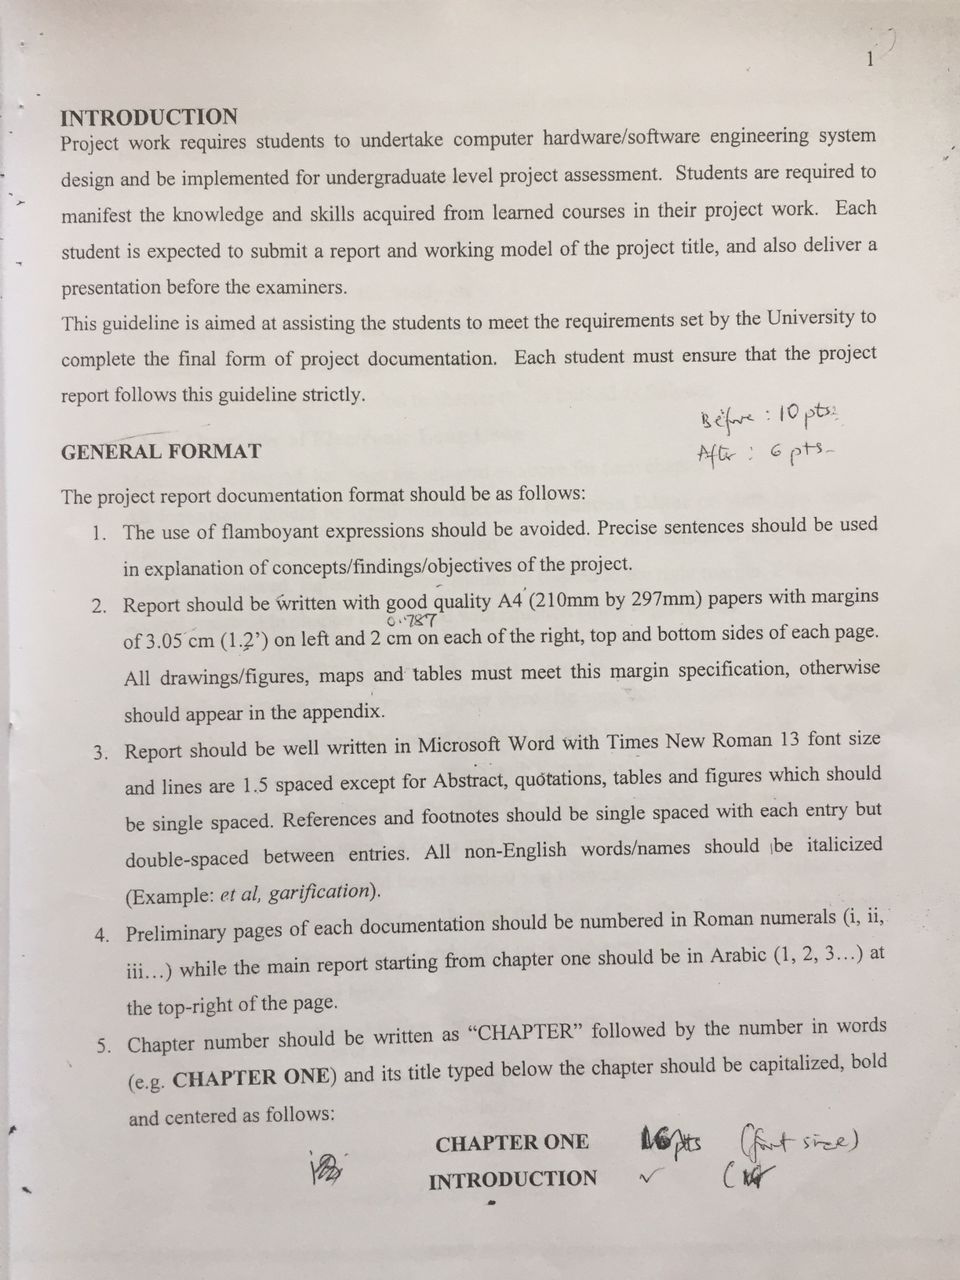 1
INTRODUCTION
Project work requires students to undertake computer hardware/software engineering system
design and be implemented for undergraduate level project assessment. Students are required to
manifest the knowledge and skills acquired from learned courses in their project work. Each
student is expected to submit a report and working model of the project title, and also deliver a
presentation before the examiners.
This guideline is aimed at assisting the students to meet the requirements set by the University to
complete the final form of project documentation. Each student must ensure that the project
report follows this guideline strictly.
Before : 10 pts.
After : 6 pts-
GENERAL FORMAT
The project report documentation format should be as follows:
1. The use of flamboyant expressions should be avoided. Precise sentences should be used
in explanation of concepts/findings/objectives of the project.
2. Report should be written with good quality A4 (210mm by 297mm) papers with margins
0.787
of 3.05 cm (1.2') on left and 2 cm on each of the right, top and bottom sides of each page.
All drawings/figures, maps and tables must meet this margin specification, otherwise
should appear in the appendix.
3. Report should be well written in Microsoft Word with Times New Roman 13 font size
and lines are 1.5 spaced except for Abstract, quotations, tables and figures which should
be single spaced. References and footnotes should be single spaced with each entry but
double-spaced between entries. All non-English words/names should be italicized
(Example: et al, garification).
4. Preliminary pages of each documentation should be numbered in Roman numerals (i, ii,
iii...) while the main report starting from chapter one should be in Arabic (1, 2, 3...) at
the top-right of the page.
5. Chapter number should be written as “CHAPTER” followed by the number in words
(e.g. CHAPTER ONE) and its title typed below the chapter should be capitalized, bold
and centered as follows:
CHAPTER ONE 16pts (font size)
INTRODUCTION